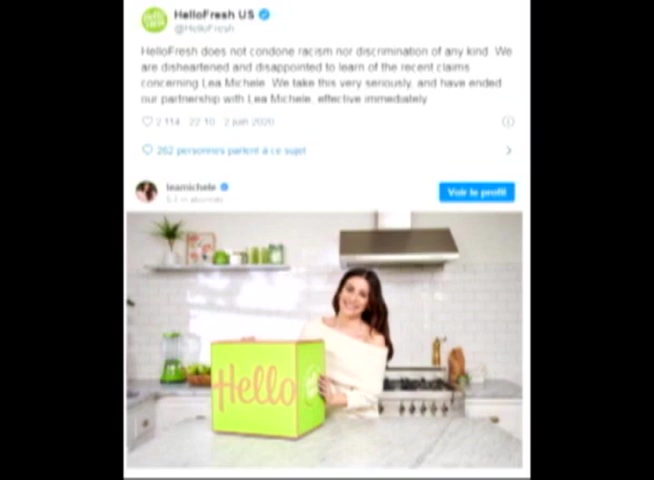 HelloFresh US
@HelloFresh
HelloFresh does not condone racism nor discrimination of any kind. We
are disheartened and disappointed to learn of the recent claims
concerning Lea Michele. We take this very seriously, and have ended
our partnership with Lea Michele, effective immediately.
2 114 22:10 - 2 juin 2020
262 personnes parlent à ce sujet
leamichele
Voir le profil
Hello